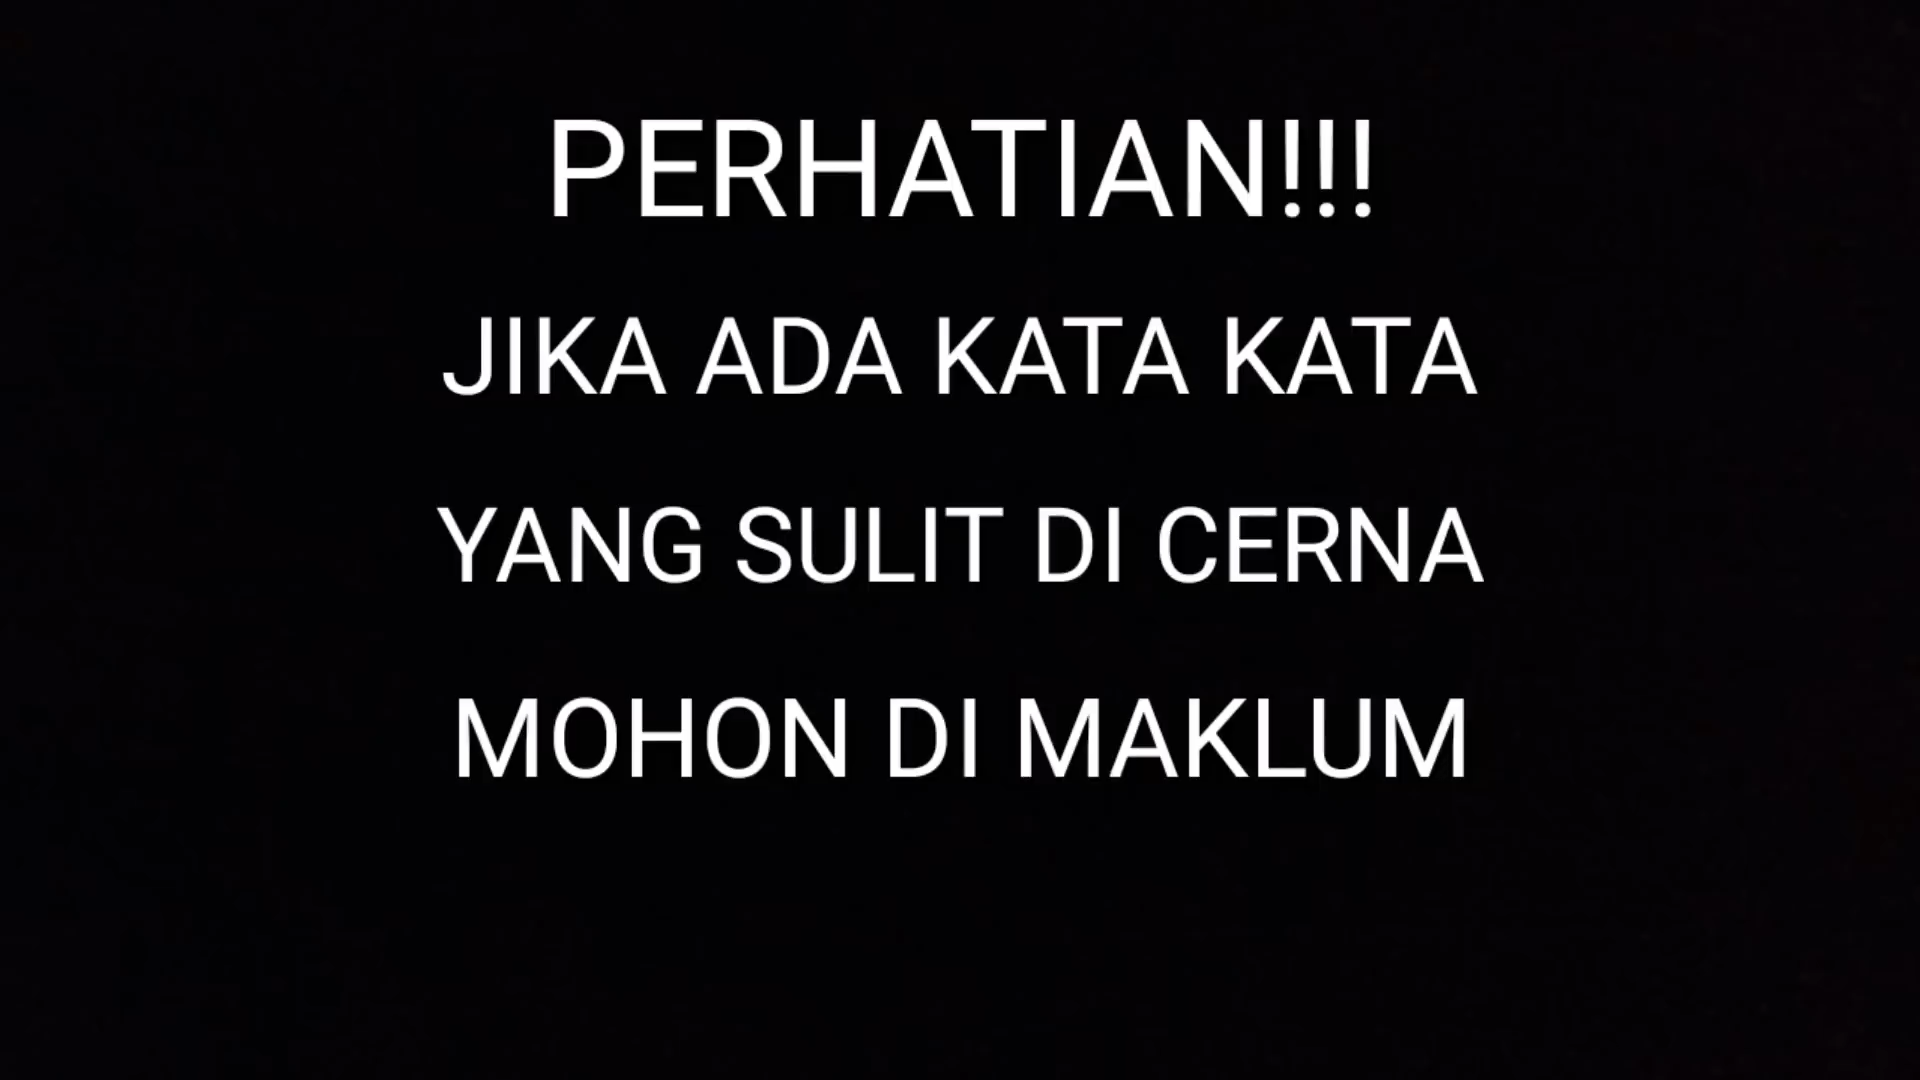 PERHATIAN!!!
JIKA ADA KATA KATA
YANG SULIT DI CERNA
MOHON DI MAKLUM